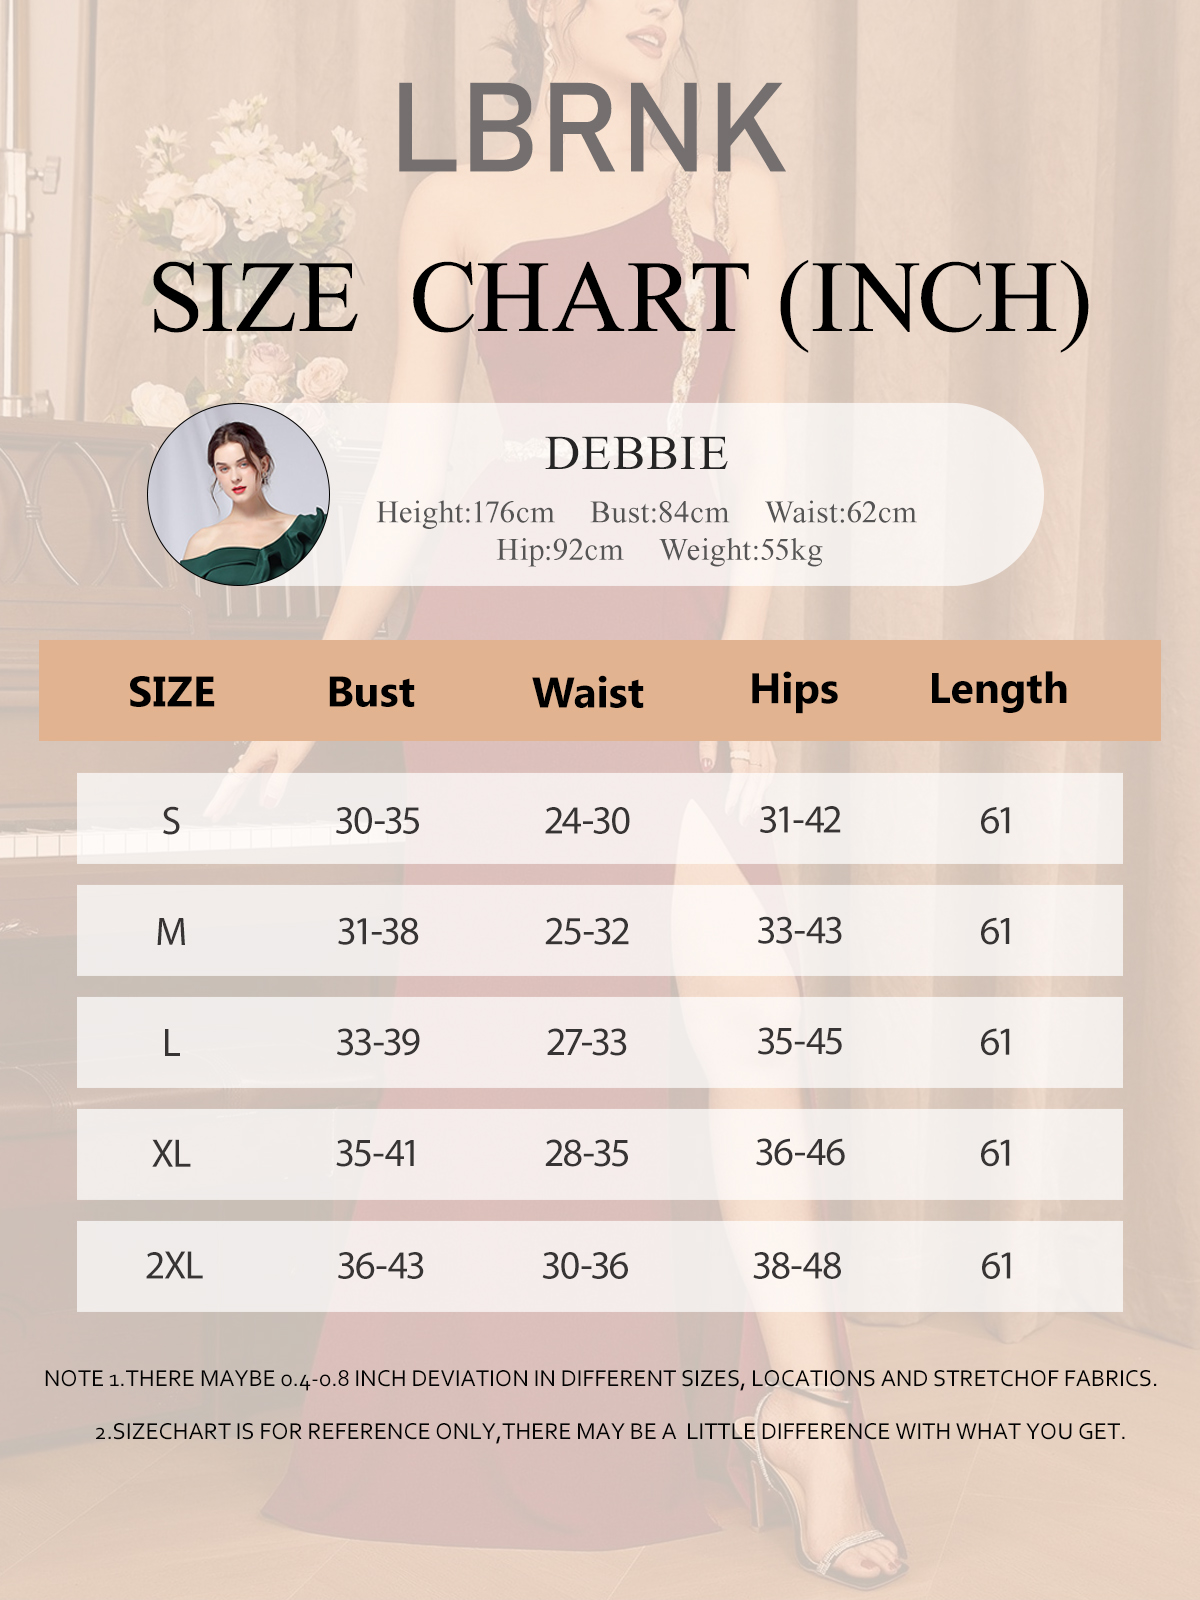 LBRNK
SIZE CHART (INCH)
DEBBIE
Height:176cm Bust:84cm Waist:62cm
Hip:92cm Weight:55kg
SIZE Bust Waist Hips Length
S 30-35 24-30 31-42 61
M 31-38 25-32 33-43 61
L 33-39 27-33 35-45 61
XL 35-41 28-35 36-46 61
2XL 36-43 30-36 38-48 61
NOTE 1.THERE MAYBE 0.4-0.8 INCH DEVIATION IN DIFFERENT SIZES, LOCATIONS AND STRETCHOF FABRICS.
2.SIZECHART IS FOR REFERENCE ONLY,THERE MAY BE A LITTLE DIFFERENCE WITH WHAT YOU GET.